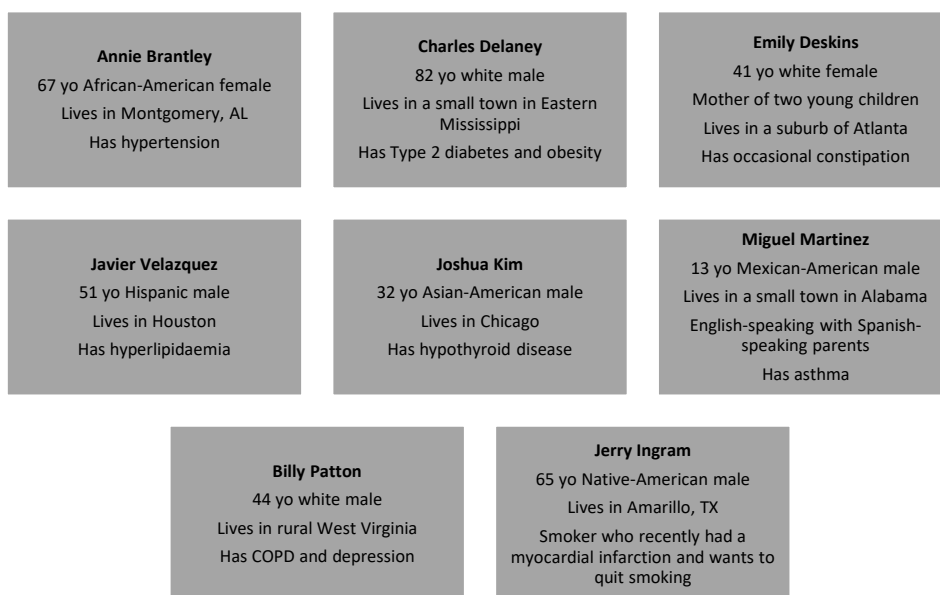 Annie Brantley
67 yo African-American female
Lives in Montgomery, AL
Has hypertension
Charles Delaney
82 yo white male
Lives in a small town in Eastern
Mississippi
Has Type 2 diabetes and obesity
Emily Deskins
41 yo white female
Mother of two young children
Lives in a suburb of Atlanta
Has occasional constipation
Javier Velazquez
51 yo Hispanic male
Lives in Houston
Has hyperlipidaemia
Joshua Kim
32 yo Asian-American male
Lives in Chicago
Has hypothyroid disease
Miguel Martinez
13 yo Mexican-American male
Lives in a small town in Alabama
English-speaking with Spanish-
speaking parents
Has asthma
Billy Patton
44 yo white male
Lives in rural West Virginia
Has COPD and depression
Jerry Ingram
65 yo Native-American male
Lives in Amarillo, TX
Smoker who recently had a
myocardial infarction and wants to
quit smoking